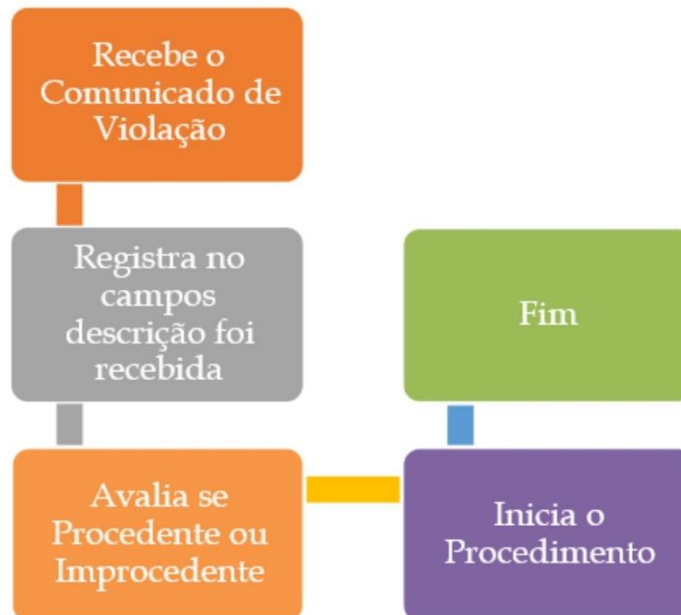 Recebe o
Comunicado de
Violação
Registra no
campos
descrição foi
recebida
Avalia se
Procedente ou
Improcedente
Inicia o
Procedimento
Fim